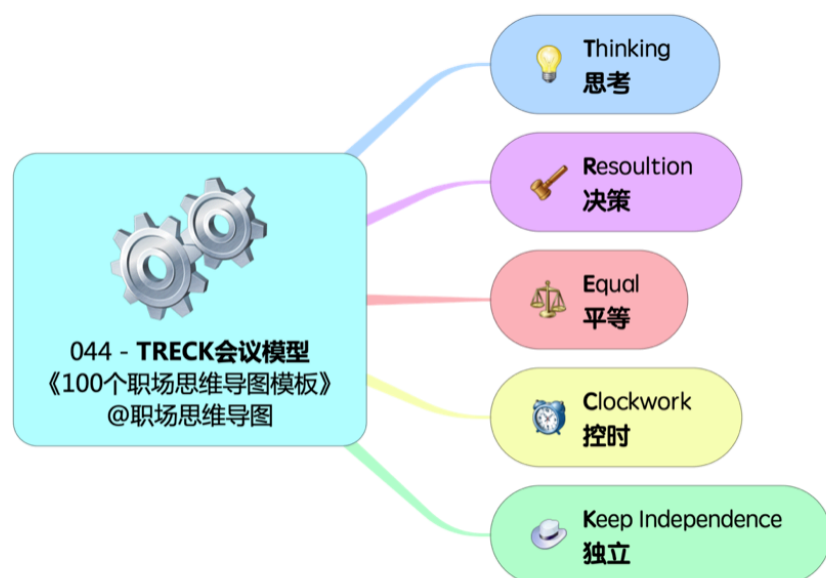 044 - TRECK会议模型
《100个职场思维导图模板》
@职场思维导图
Thinking
思考
Resoultion
决策
Equal
平等
Clockwork
控时
Keep Independence
独立